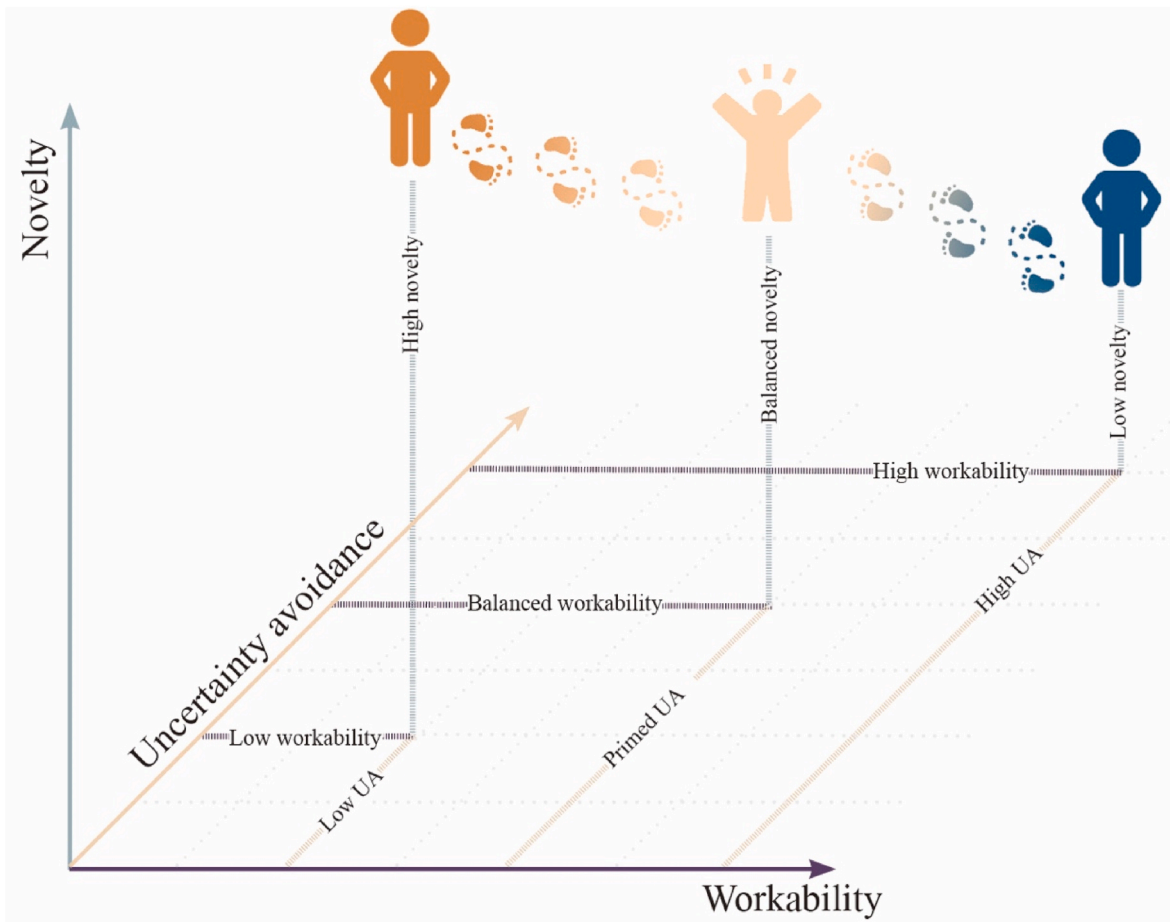 Novelty
High novelty
Balanced novelty
Low novelty
High workability
Uncertainty avoidance
High UA
Balanced workability
Primed UA
Low workability
Low UA
Workability